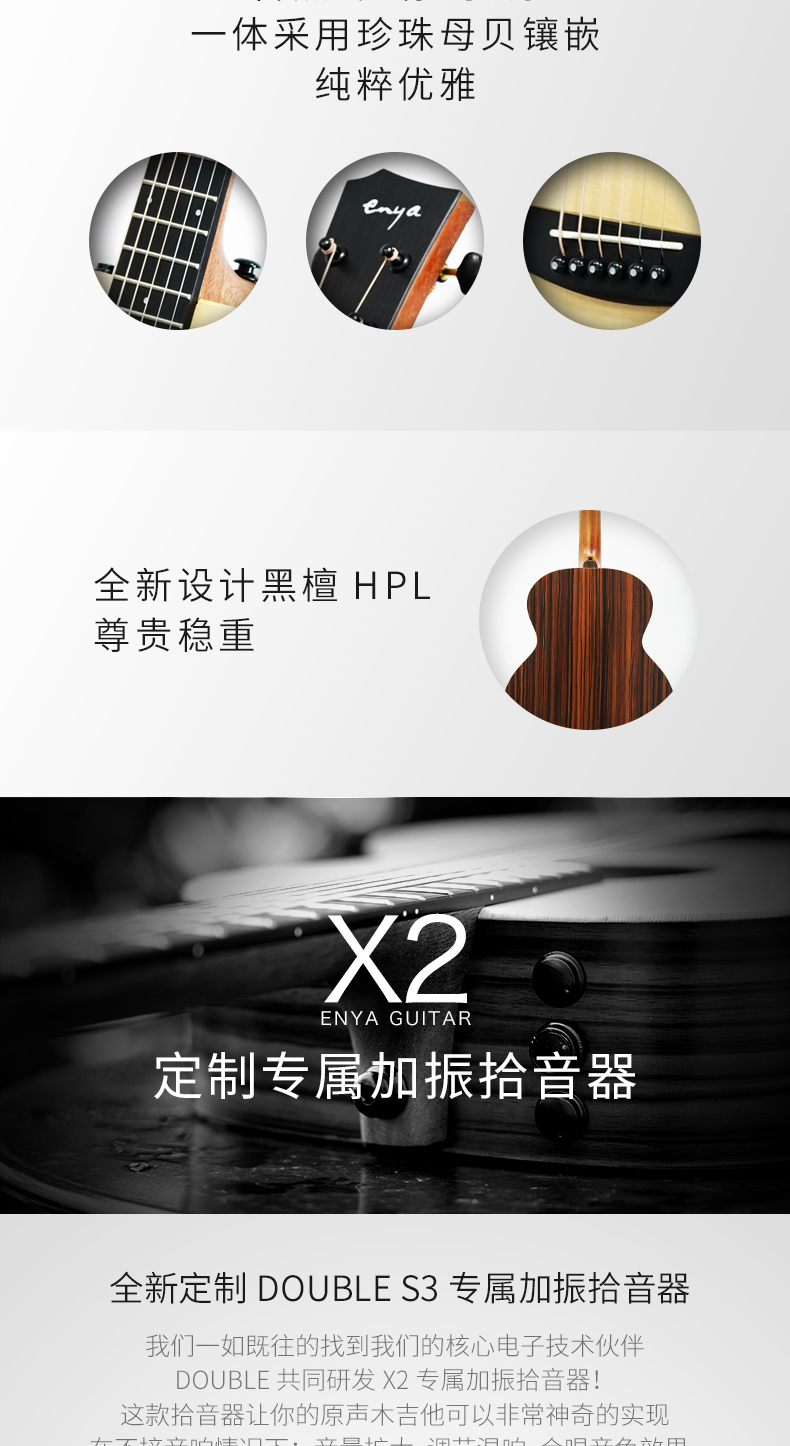 一体采用珍珠母贝镶嵌
纯粹优雅
enya
全新设计黑檀 HPL
尊贵稳重
X2
ENYA GUITAR
定制专属加振拾音器
全新定制 DOUBLE S3 专属加振拾音器
我们一如既往的找到我们的核心电子技术伙伴
DOUBLE 共同研发 X2 专属加振拾音器！
这款拾音器让你的原声木吉他可以非常神奇的实现